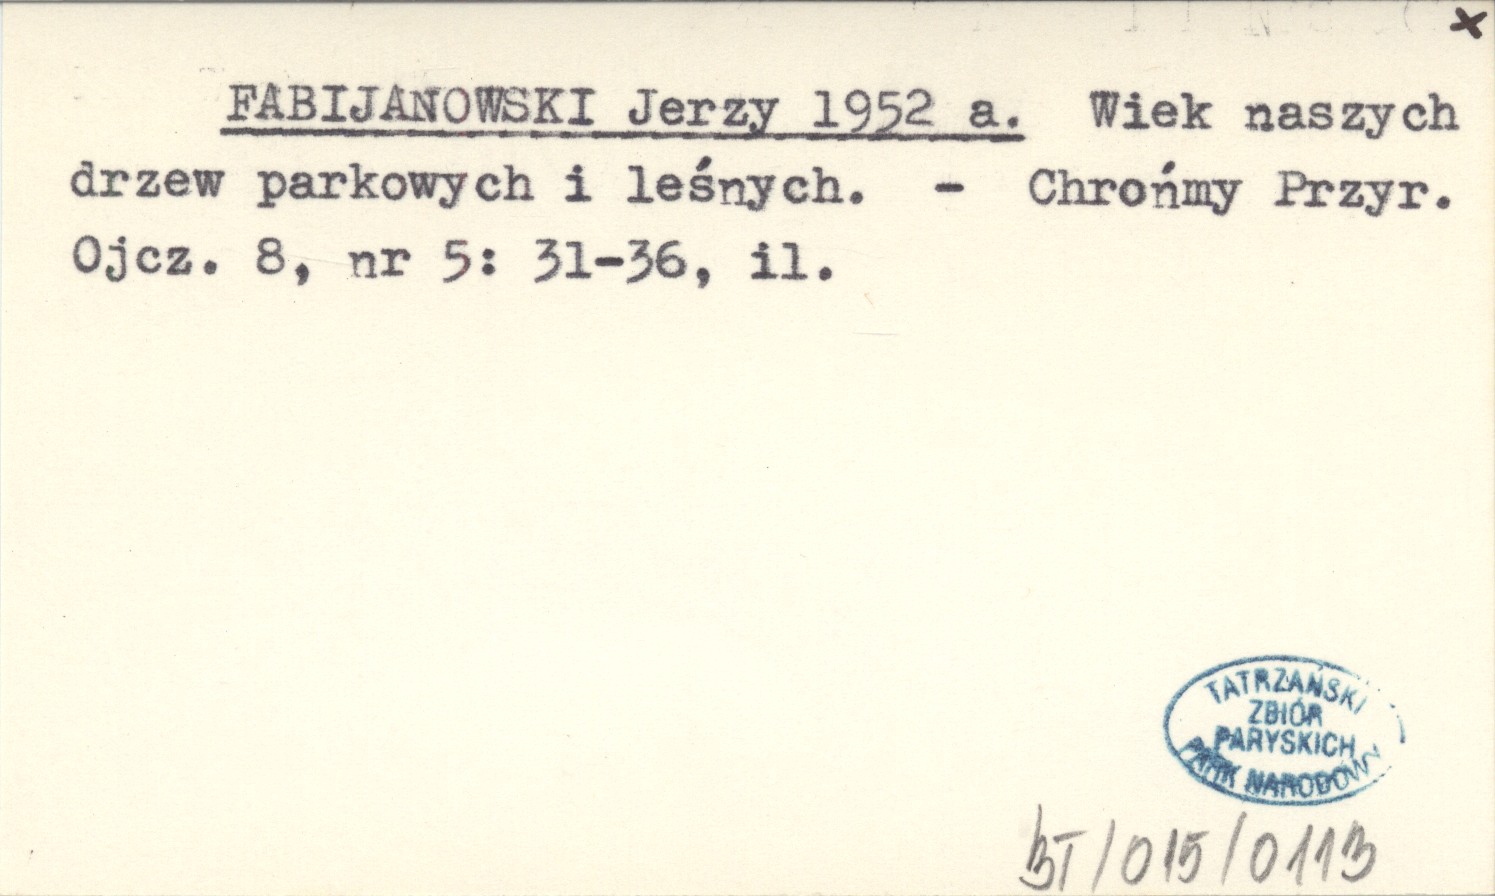 x
FABIJANOWSKI Jerzy 1952 a. Wiek naszych
drzew parkowych i leśnych. - Chrońmy Przyr.
Ojcz. 8, nr 5: 31-36, il.
TATRZAŃSKI
ZBIÓR
PARYSKICH
PARK NARODOWY
BT/015/0113